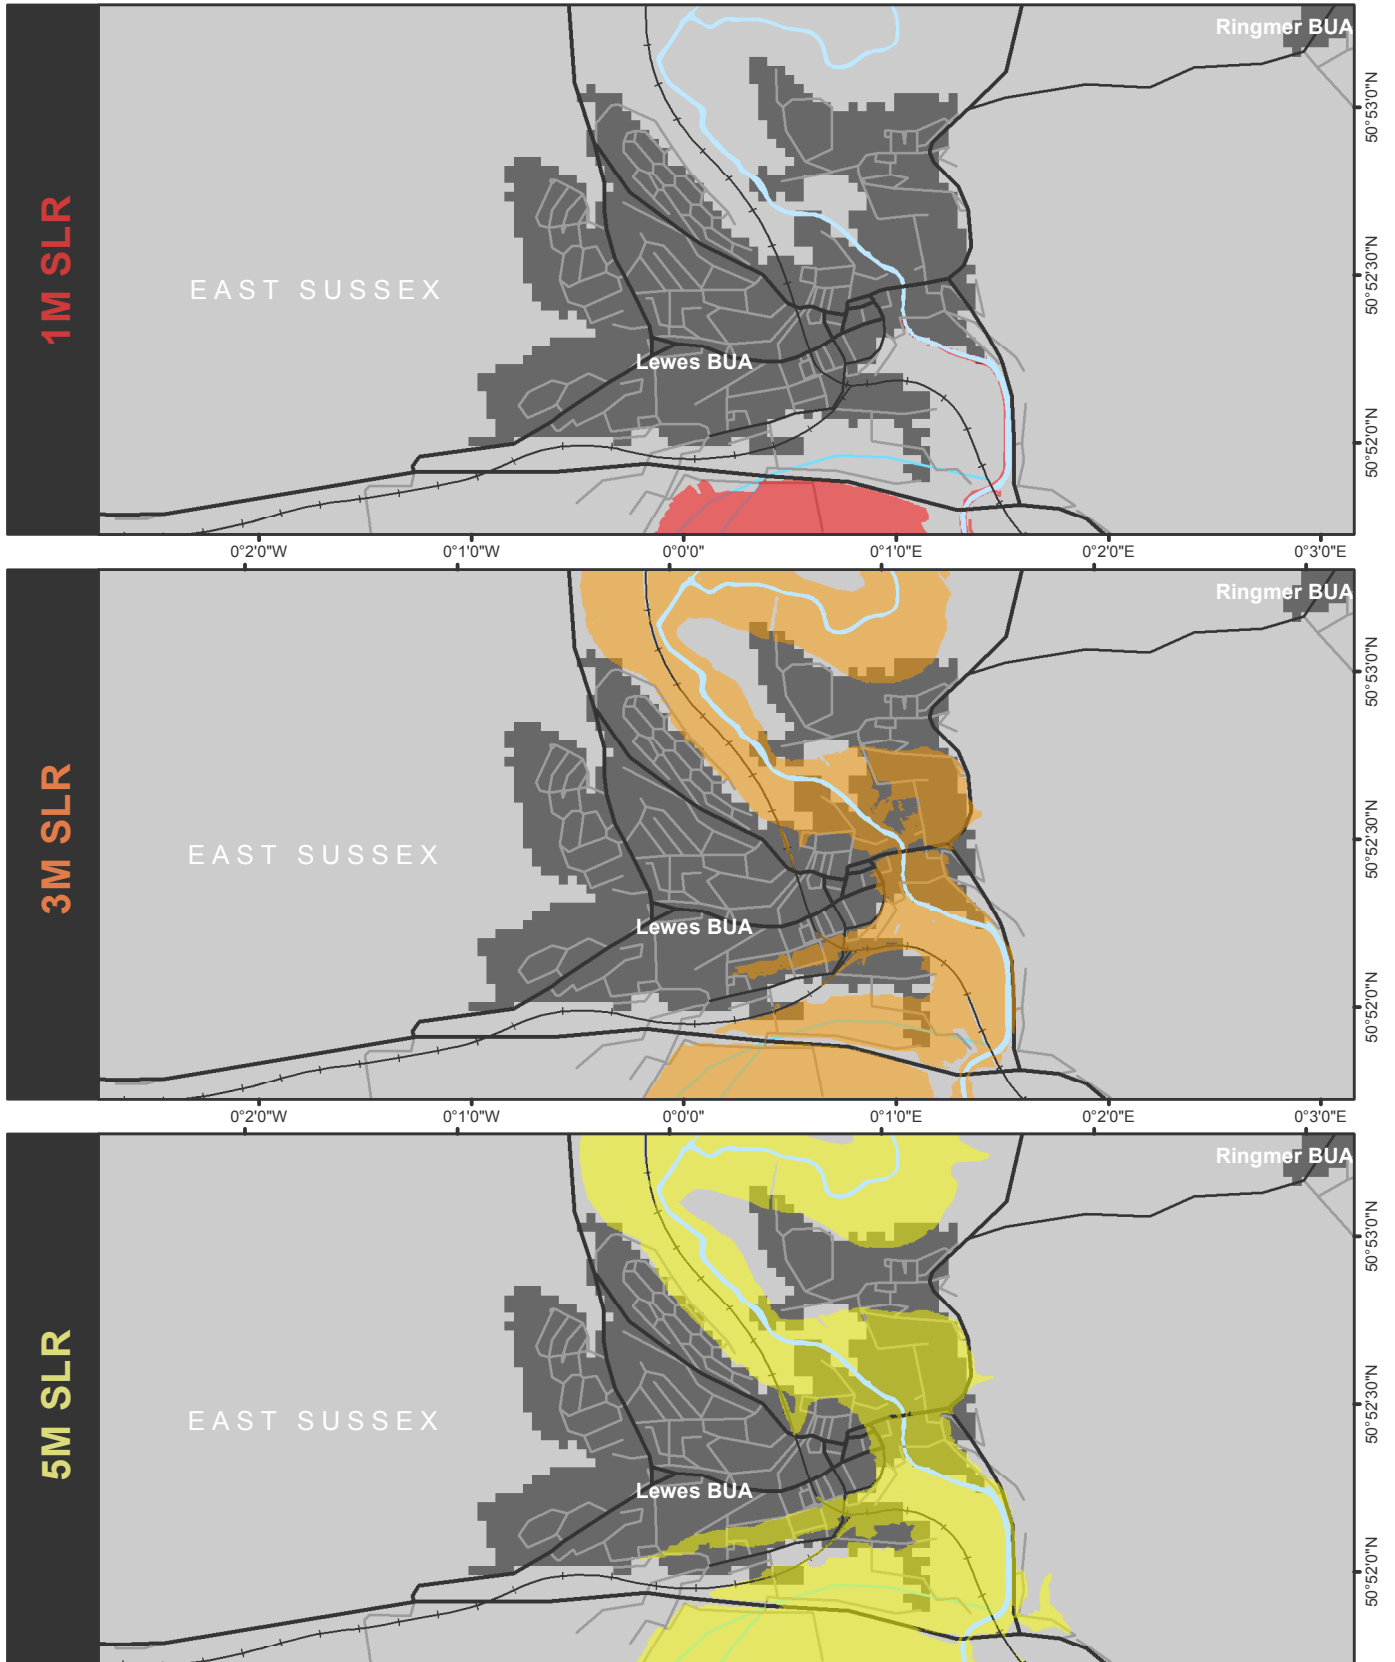 1M SLR
Ringmer BUA
EAST SUSSEX
Lewes BUA
50°53'0"N
50°52'30"N
50°52'0"N
0°2'0"W
0°1'0"W
0°0'0"
0°1'0"E
0°2'0"E
0°3'0"E
3M SLR
Ringmer BUA
EAST SUSSEX
Lewes BUA
50°53'0"N
50°52'30"N
50°52'0"N
0°2'0"W
0°1'0"W
0°0'0"
0°1'0"E
0°2'0"E
0°3'0"E
5M SLR
Ringmer BUA
EAST SUSSEX
Lewes BUA
50°53'0"N
50°52'30"N
50°52'0"N